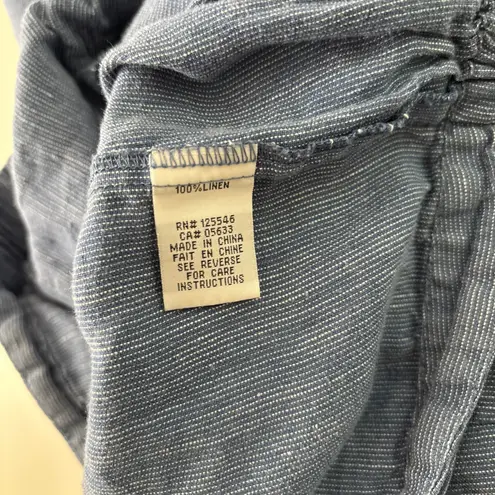 100%LINEN
RN# 125546
CA# 05633
MADE IN CHINA
FAIT EN CHINE
SEE REVERSE
FOR CARE
INSTRUCTIONS